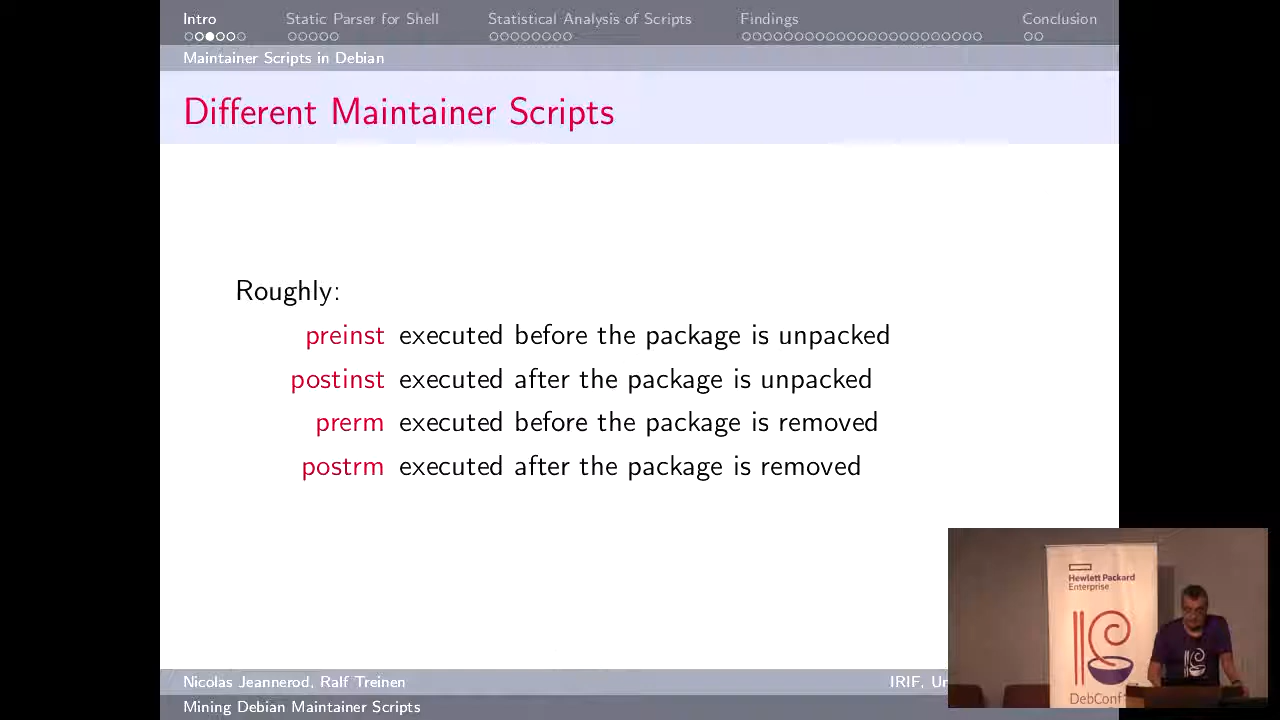 Intro
Static Parser for Shell
Statistical Analysis of Scripts
Findings
Conclusion
Maintainer Scripts in Debian
Different Maintainer Scripts
Roughly:
preinst executed before the package is unpacked
postinst executed after the package is unpacked
prerm executed before the package is removed
postrm executed after the package is removed
Hewlett Packard
Enterprise
Nicolas Jeannerod, Ralf Treinen
IRIF,
Mining Debian Maintainer Scripts